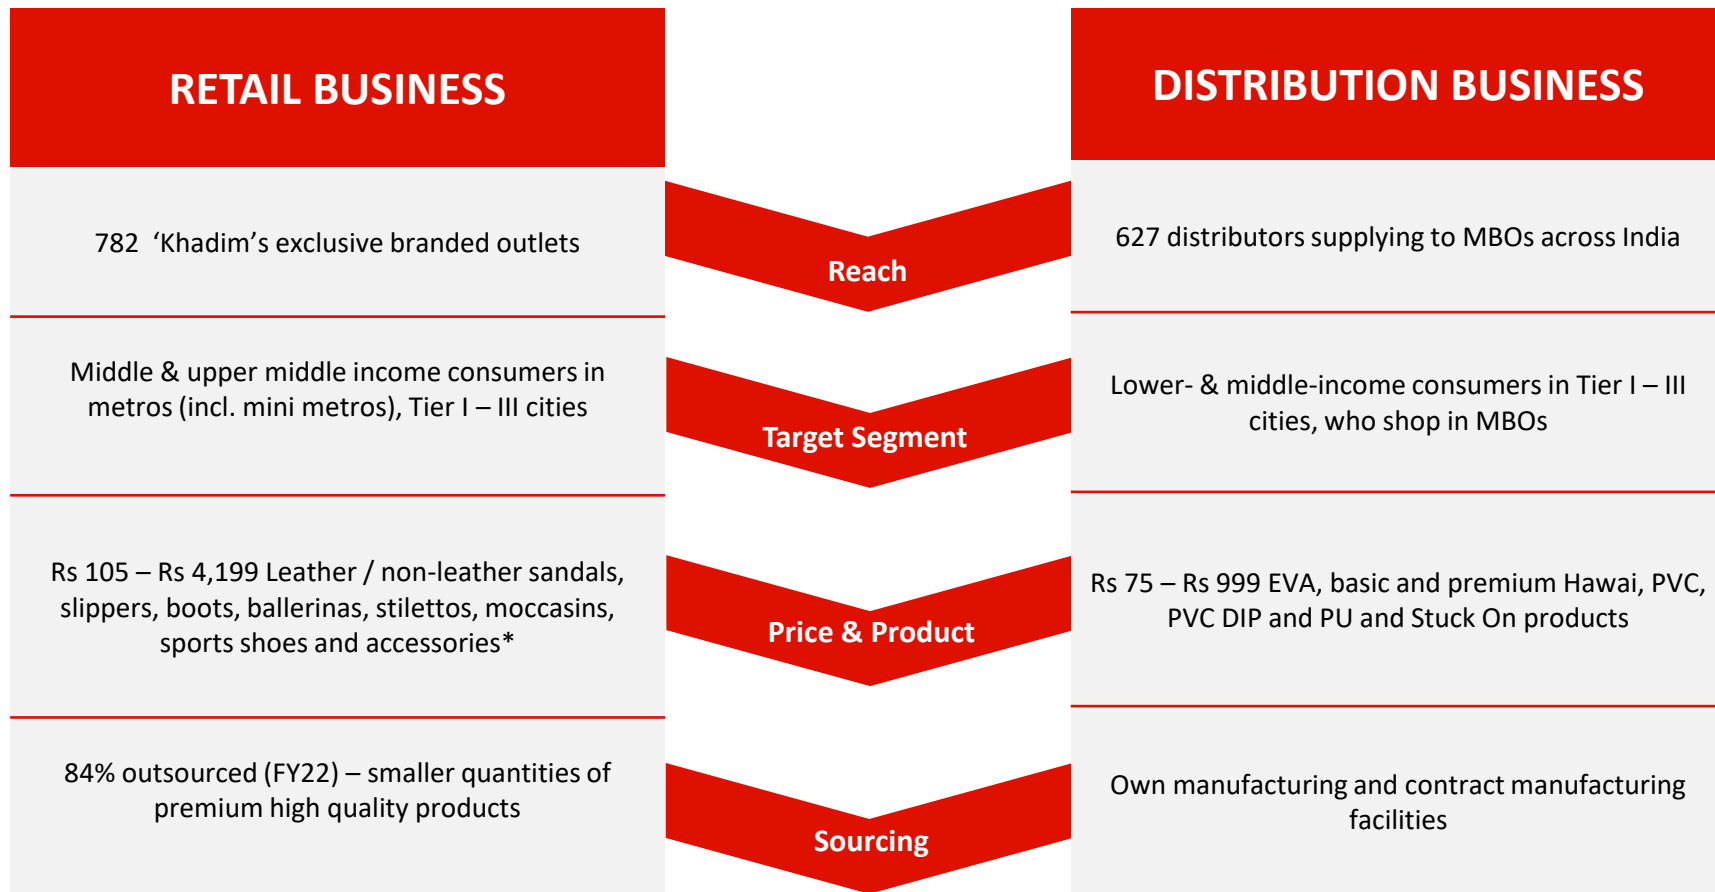 RETAIL BUSINESS
DISTRIBUTION BUSINESS
782  ‘Khadim’s exclusive branded outlets
Reach
627 distributors supplying to MBOs across India
Middle & upper middle income consumers in
metros (incl. mini metros), Tier I – III cities
Target Segment
Lower- & middle-income consumers in Tier I – III
cities, who shop in MBOs
Rs 105 – Rs 4,199 Leather / non-leather sandals,
slippers, boots, ballerinas, stilettos, moccasins,
sports shoes and accessories*
Price & Product
Rs 75 – Rs 999 EVA, basic and premium Hawai, PVC,
PVC DIP and PU and Stuck On products
84% outsourced (FY22) – smaller quantities of
premium high quality products
Sourcing
Own manufacturing and contract manufacturing
facilities